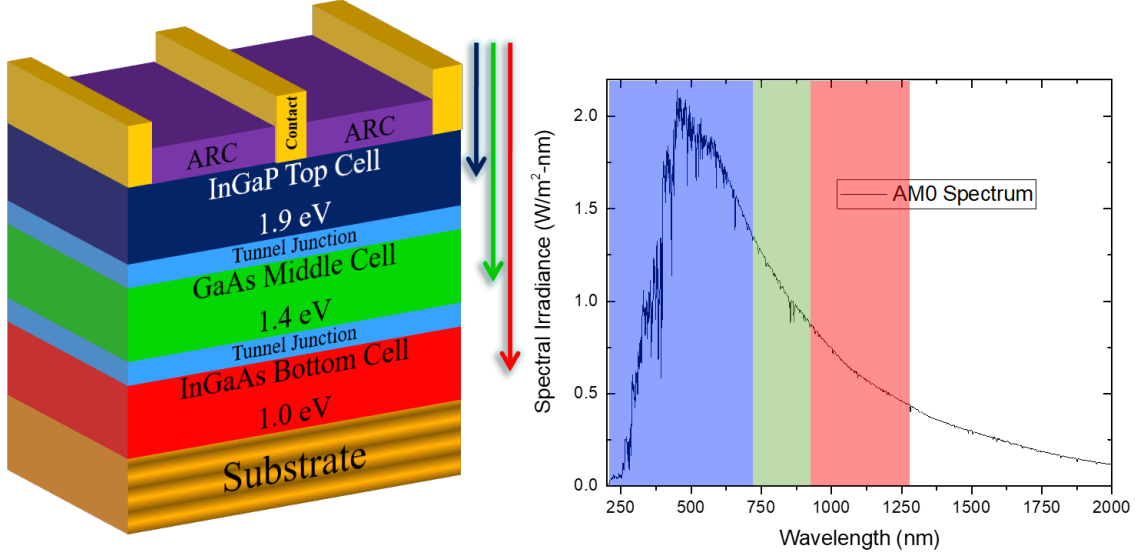 ARC
Contact
ARC
InGaP Top Cell
1.9 eV
Tunnel Junction
GaAs Middle Cell
1.4 eV
Tunnel Junction
InGaAs Bottom Cell
1.0 eV
Substrate
Spectral Irradiance (W/m²-nm)
2.0
1.5
1.0
0.5
0.0
AM0 Spectrum
250
500
750
1000
1250
1500
1750
2000
Wavelength (nm)